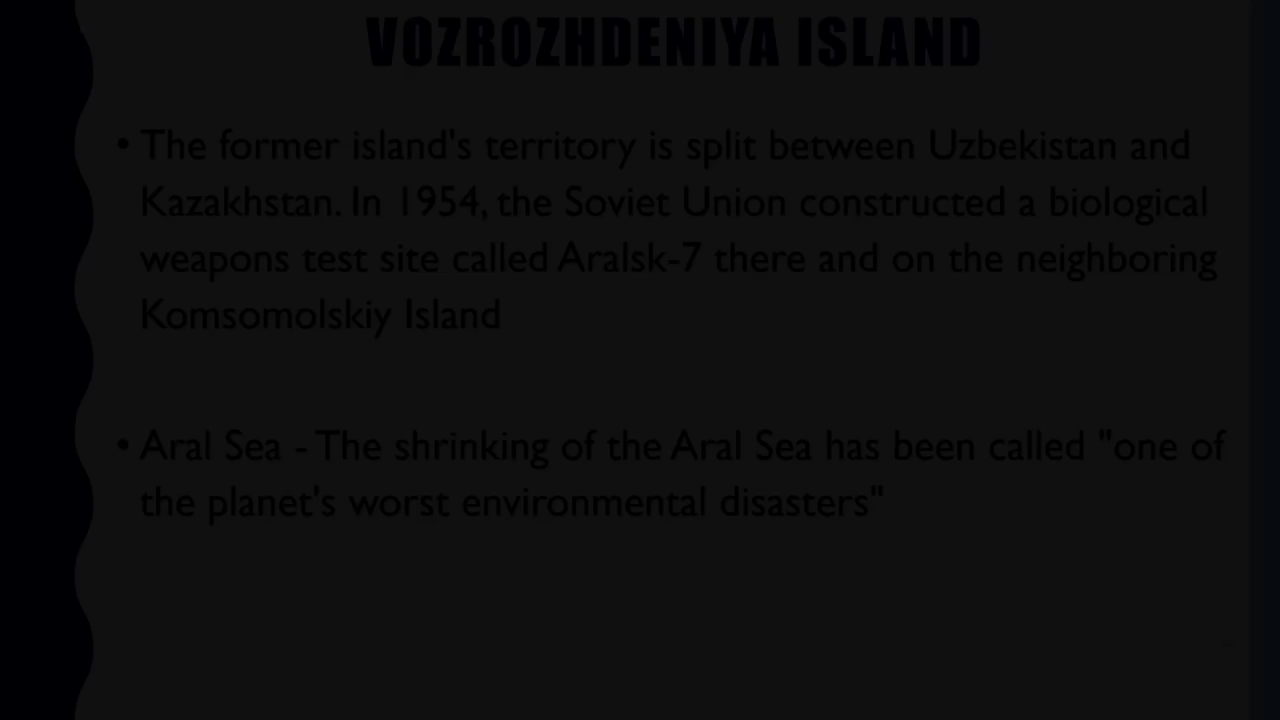 VOZROZHDENIYA ISLAND
• The former island's territory is split between Uzbekistan and
Kazakhstan. In 1954, the Soviet Union constructed a biological
weapons test site called Aralsk-7 there and on the neighboring
Komsomolskiy Island
• Aral Sea - The shrinking of the Aral Sea has been called "one of
the planet's worst environmental disasters"